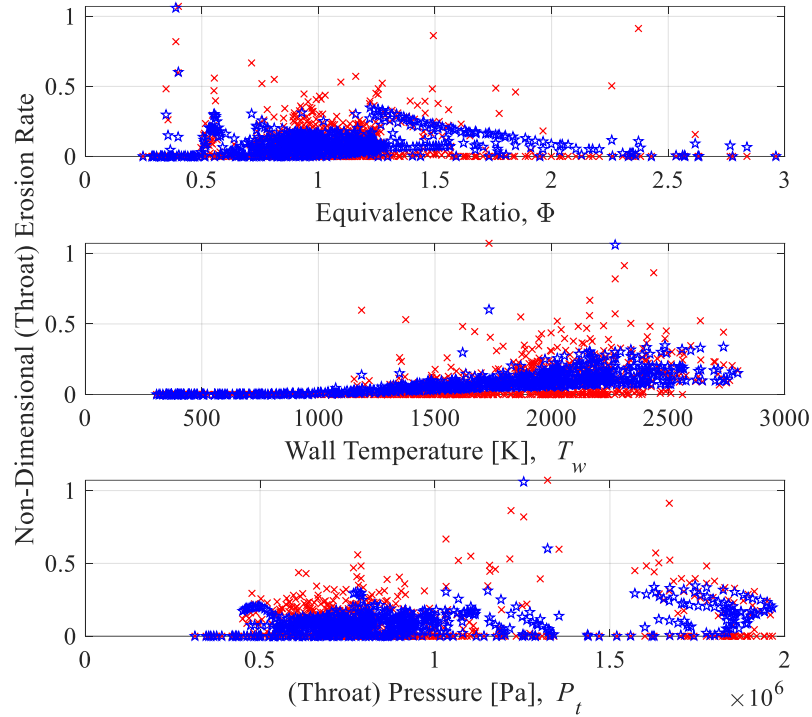 Non-Dimensional (Throat) Erosion Rate
1
0.5
0
0 0.5 1 1.5 2 2.5 3
Equivalence Ratio, Φ
1
0.5
0
0 500 1000 1500 2000 2500 3000
Wall Temperature [K], T_w
1
0.5
0
0 0.5 1 1.5 2
(Throat) Pressure [Pa], P_t
×10^6